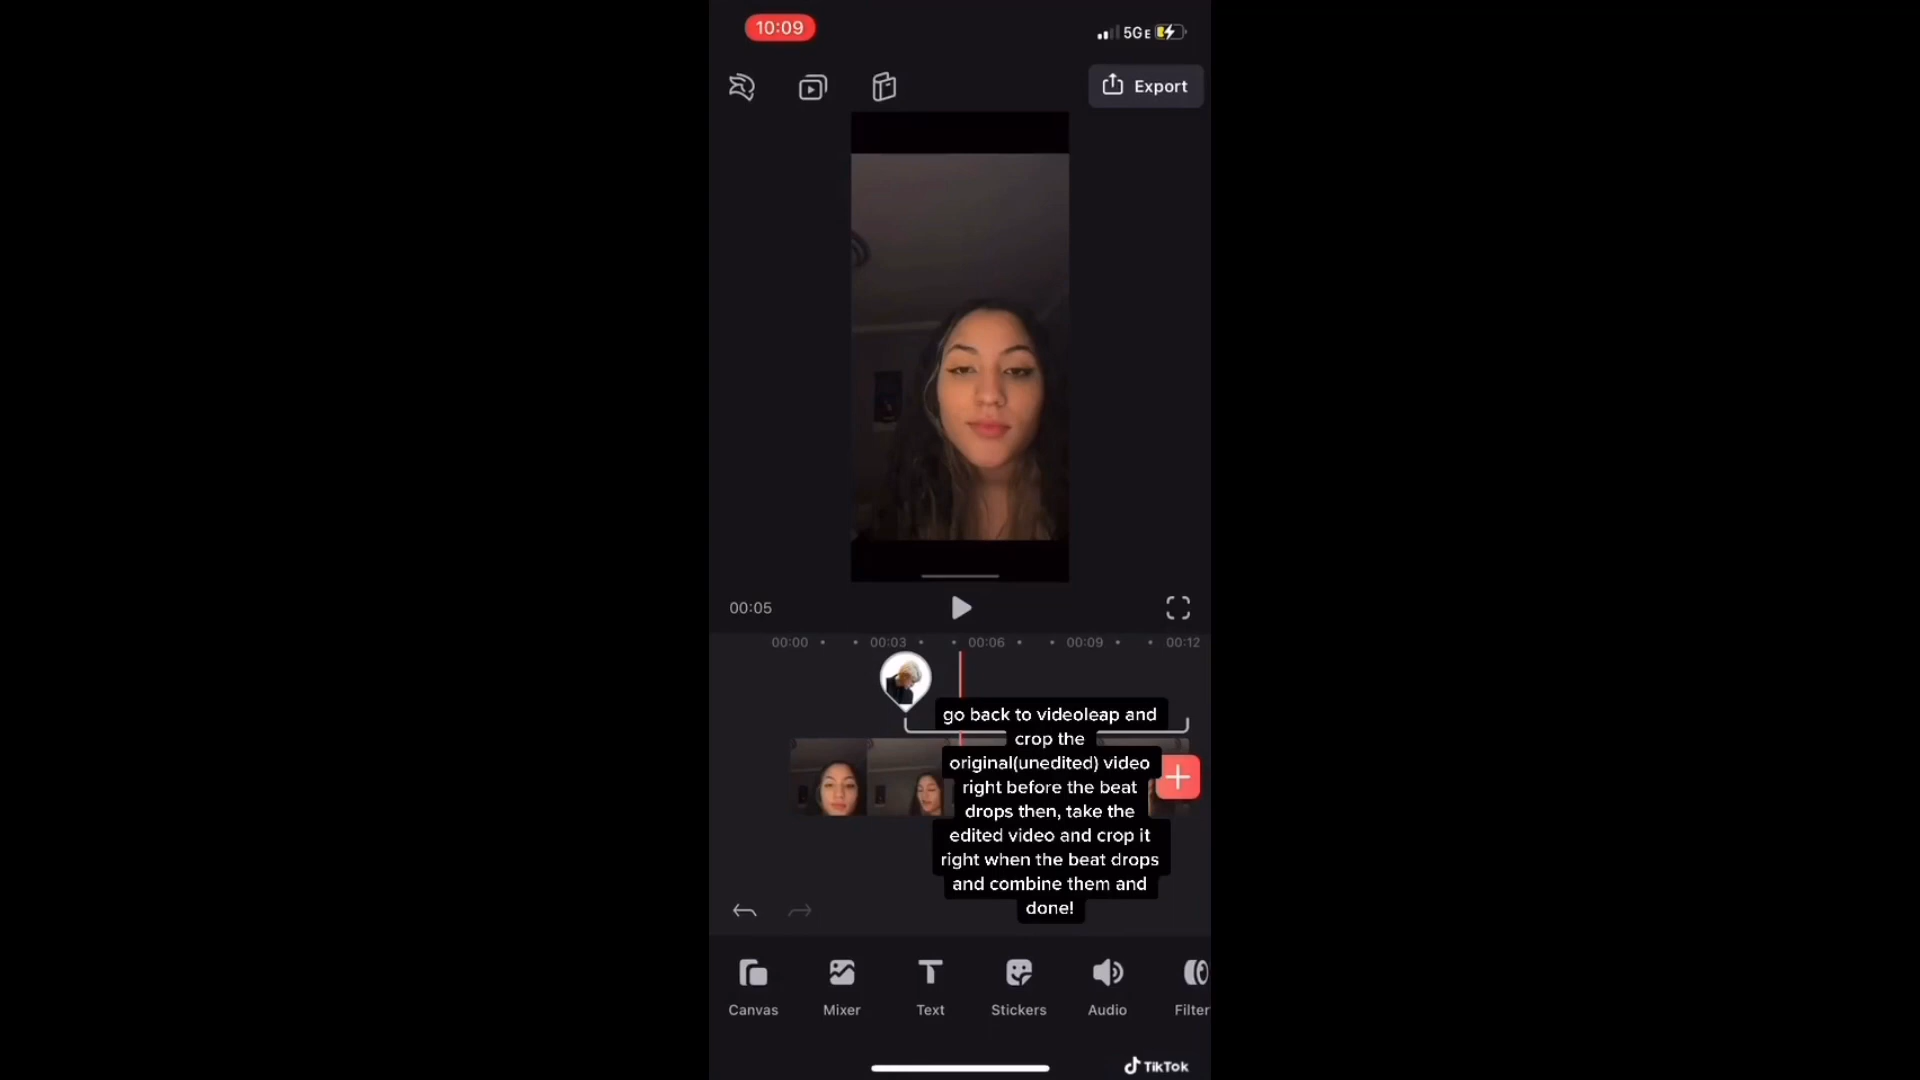 10:09
5GE
Export
00:05
00:00
00:03
00:06
00:09
00:12
go back to videoleap and
crop the
original(unedited) video
right before the beat
drops then, take the
edited video and crop it
right when the beat drops
and combine them and
done!
Canvas
Mixer
Text
Stickers
Audio
Filter
TikTok